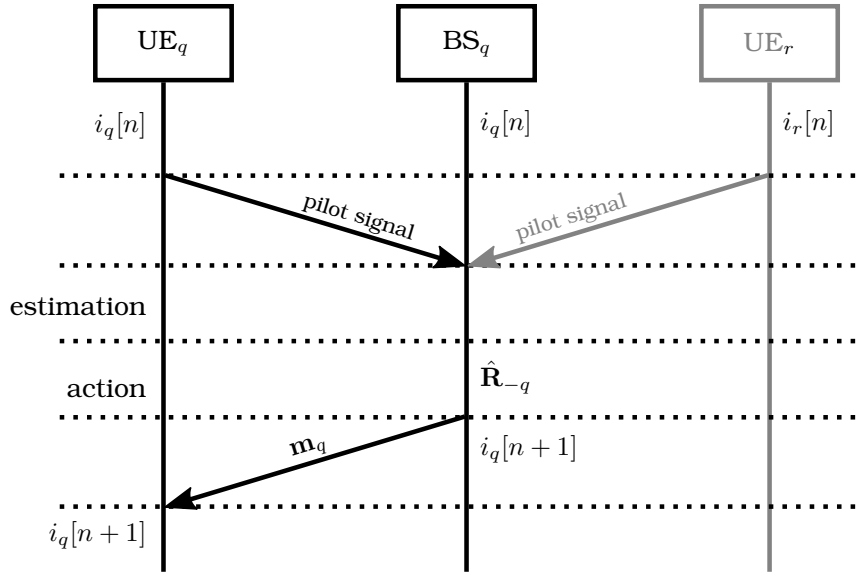 UE_q
BS_q
UE_r
i_q[n]
i_q[n]
i_r[n]
pilot signal
pilot signal
estimation
action
R̂_{−q}
m_q
i_q[n+1]
i_q[n+1]